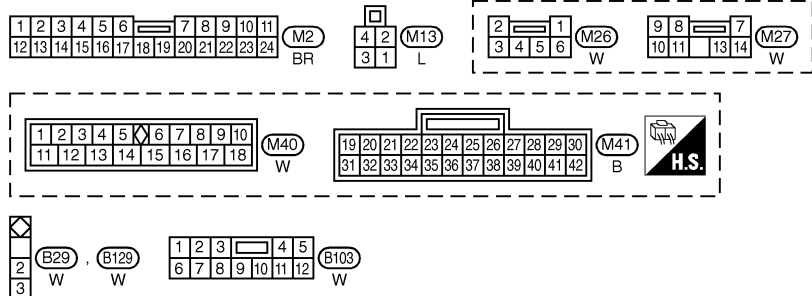 1 2 3 4 5 6 7 8 9 10 11
12 13 14 15 16 17 18 19 20 21 22 23 24
M2
BR
4 2
3 1
M13
L
2 1
3 4 5 6
M26
W
9 8 7
10 11 13 14
M27
W
1 2 3 4 5 6 7 8 9 10
11 12 13 14 15 16 17 18
M40
W
19 20 21 22 23 24 25 26 27 28 29 30
31 32 33 34 35 36 37 38 39 40 41 42
M41
B
H.S.
2
3
B29 , B129
W W
1 2 3 4 5
6 7 8 9 10 11 12
B103
W